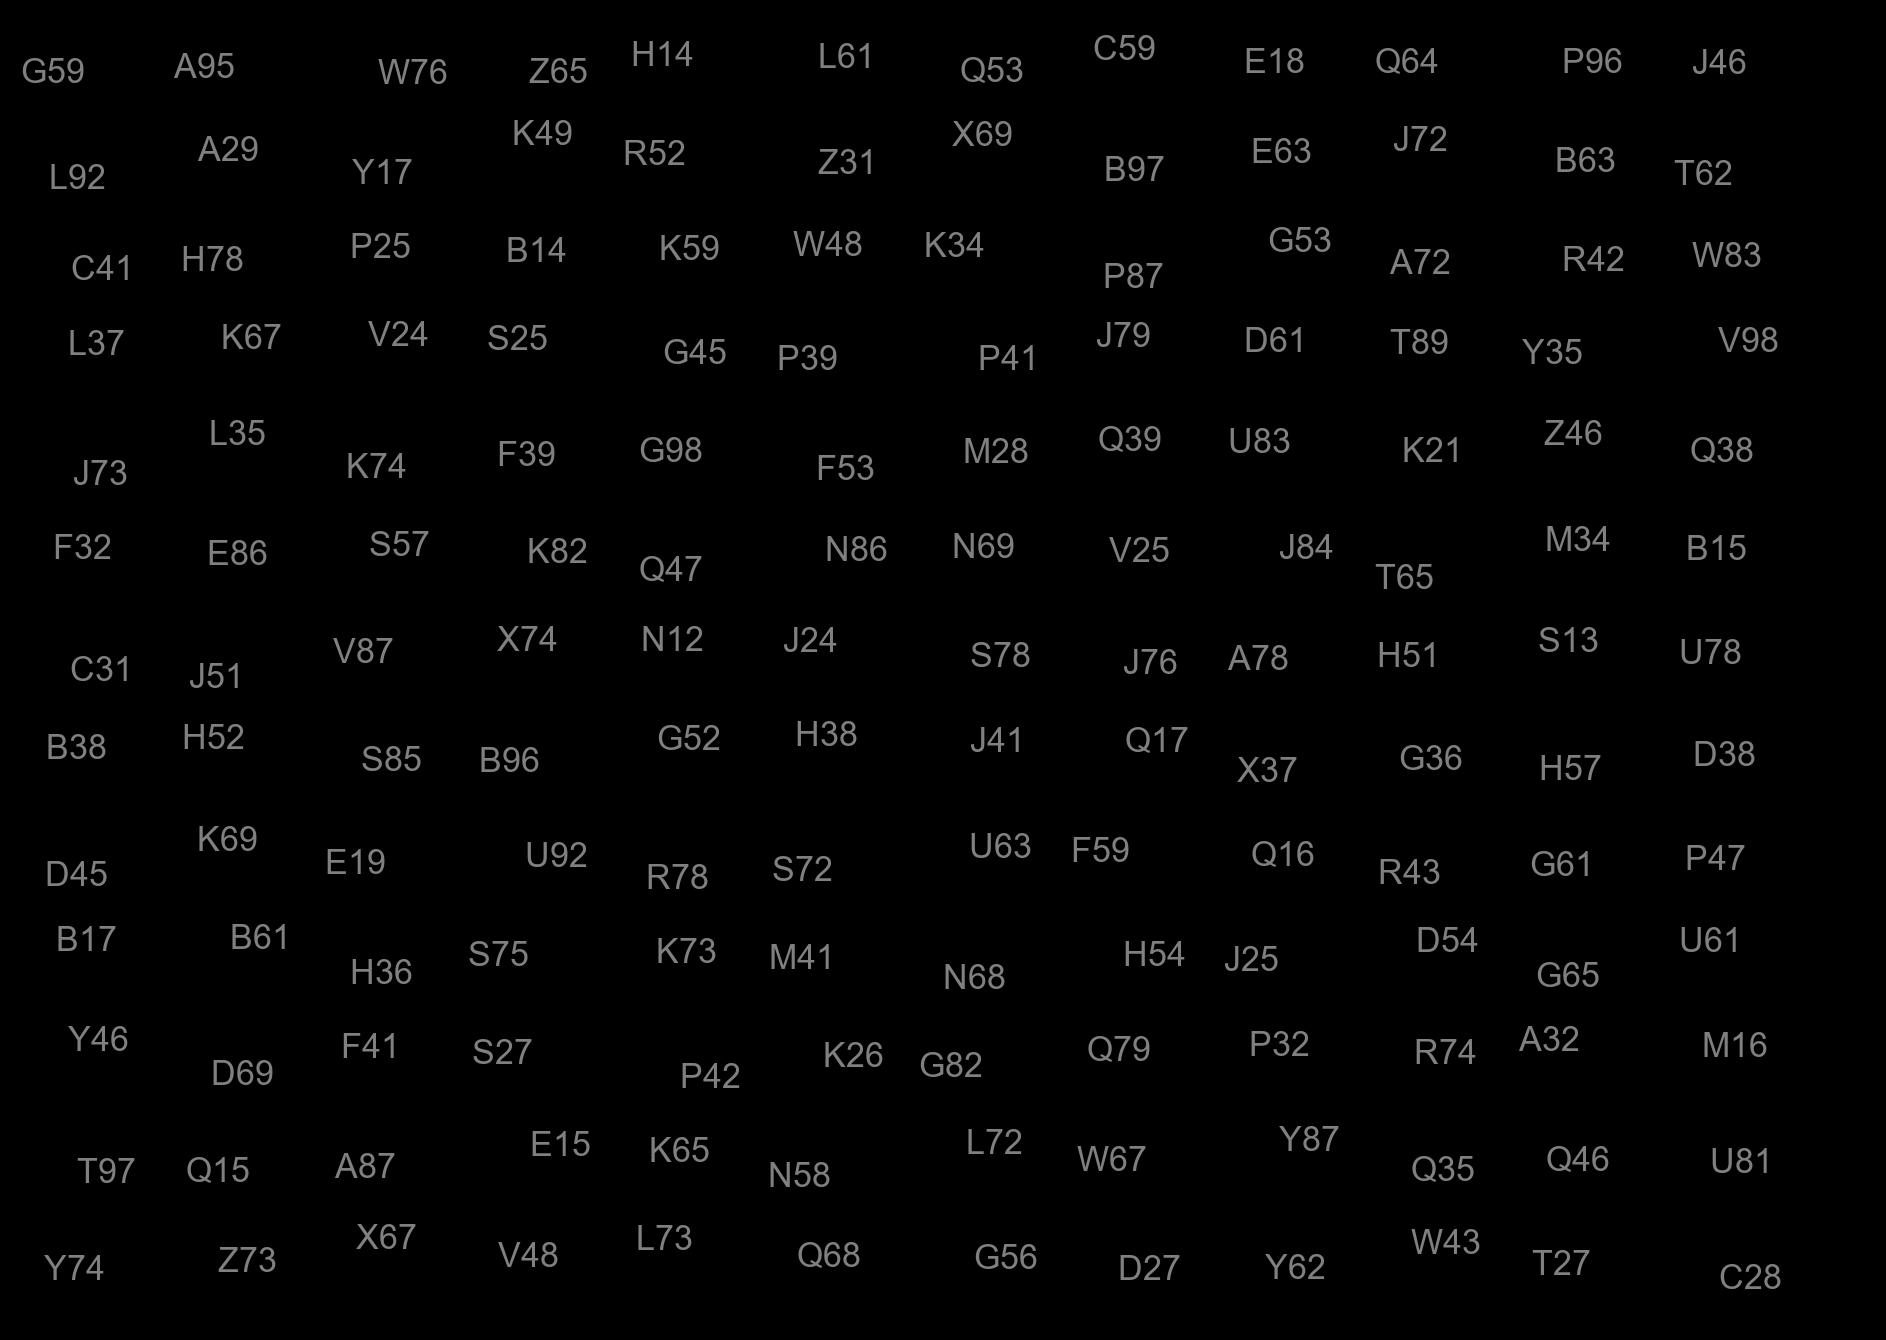 G59 A95 W76 Z65 H14 L61 Q53 C59 E18 Q64 P96 J46
L92 A29 Y17 K49 R52 Z31 X69 B97 E63 J72 B63 T62
C41 H78 P25 B14 K59 W48 K34 P87 G53 A72 R42 W83
L37 K67 V24 S25 G45 P39 P41 J79 D61 T89 Y35 V98
J73 L35 K74 F39 G98 F53 M28 Q39 U83 K21 Z46 Q38
F32 E86 S57 K82 Q47 N86 N69 V25 J84 T65 M34 B15
C31 J51 V87 X74 N12 J24 S78 J76 A78 H51 S13 U78
B38 H52 S85 B96 G52 H38 J41 Q17 X37 G36 H57 D38
D45 K69 E19 U92 R78 S72 U63 F59 Q16 R43 G61 P47
B17 B61 H36 S75 K73 M41 N68 H54 J25 D54 G65 U61
Y46 D69 F41 S27 P42 K26 G82 Q79 P32 R74 A32 M16
T97 Q15 A87 E15 K65 N58 L72 W67 Y87 Q35 Q46 U81
Y74 Z73 X67 V48 L73 Q68 G56 D27 Y62 W43 T27 C28